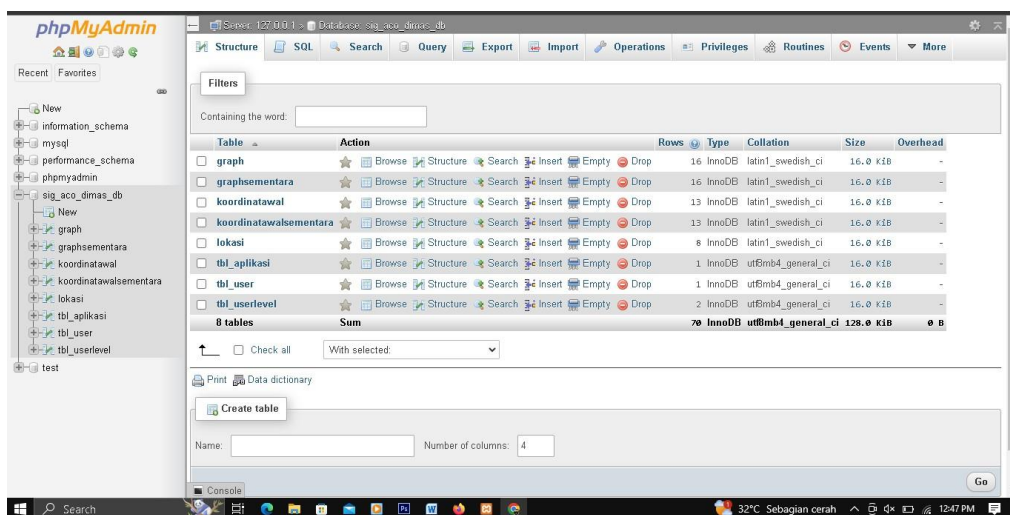 phpMyAdmin
Recent Favorites
New
information_schema
mysql
performance_schema
phpmyadmin
sig_aco_dimas_db
New
graph
graphsementara
koordinatawal
koordinatawalsementara
lokasi
tbl_aplikasi
tbl_user
tbl_userlevel
test
Server: 127.0.0.1 » Database: sig_aco_dimas_db
Structure SQL Search Query Export Import Operations Privileges Routines Events More
Filters
Containing the word:
Table Action Rows Type Collation Size Overhead
graph Browse Structure Search Insert Empty Drop 16 InnoDB latin1_swedish_ci 16.0 KiB -
graphsementara Browse Structure Search Insert Empty Drop 16 InnoDB latin1_swedish_ci 16.0 KiB -
koordinatawal Browse Structure Search Insert Empty Drop 13 InnoDB latin1_swedish_ci 16.0 KiB -
koordinatawalsementara Browse Structure Search Insert Empty Drop 13 InnoDB latin1_swedish_ci 16.0 KiB -
lokasi Browse Structure Search Insert Empty Drop 8 InnoDB latin1_swedish_ci 16.0 KiB -
tbl_aplikasi Browse Structure Search Insert Empty Drop 1 InnoDB utf8mb4_general_ci 16.0 KiB -
tbl_user Browse Structure Search Insert Empty Drop 1 InnoDB utf8mb4_general_ci 16.0 KiB -
tbl_userlevel Browse Structure Search Insert Empty Drop 2 InnoDB utf8mb4_general_ci 16.0 KiB -
8 tables Sum 70 InnoDB utf8mb4_general_ci 128.0 KiB 0 B
Check all With selected:
Print Data dictionary
Create table
Name: Number of columns: 4
Go
Console
Search 32°C Sebagian cerah 12:47 PM